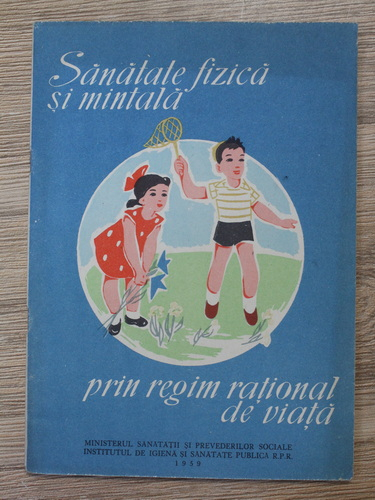 Sănătate fizică
și mintală
prin regim rațional
de viață
MINISTERUL SANATATII ȘI PREVEDERILOR SOCIALE
INSTITUTUL DE IGIENĂ ȘI SĂNĂTATE PUBLICĂ R.P.R.
1959